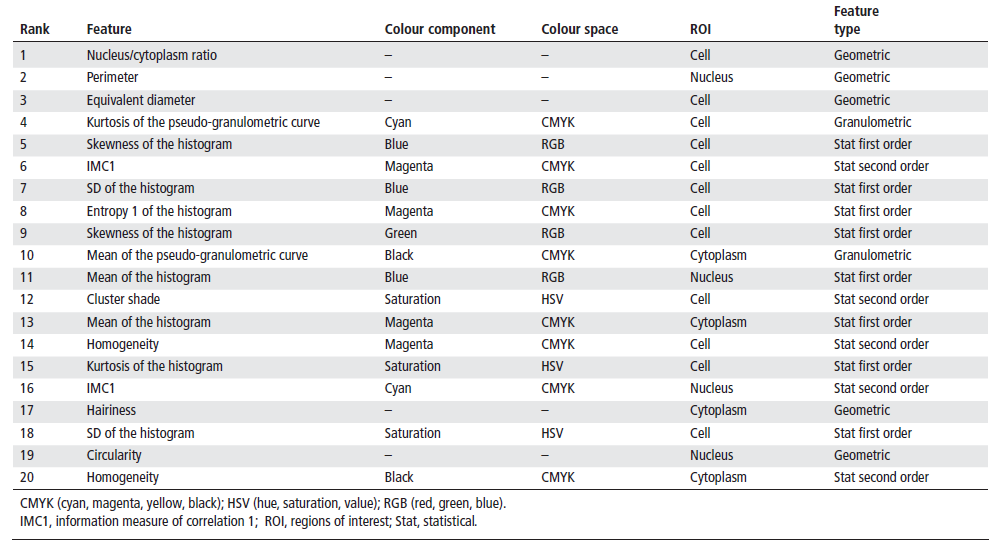 Rank Feature Colour component Colour space ROI Feature type
1 Nucleus/cytoplasm ratio – – Cell Geometric
2 Perimeter – – Nucleus Geometric
3 Equivalent diameter – – Cell Geometric
4 Kurtosis of the pseudo-granulometric curve Cyan CMYK Cell Granulometric
5 Skewness of the histogram Blue RGB Cell Stat first order
6 IMC1 Magenta CMYK Cell Stat second order
7 SD of the histogram Blue RGB Cell Stat first order
8 Entropy 1 of the histogram Magenta CMYK Cell Stat first order
9 Skewness of the histogram Green RGB Cell Stat first order
10 Mean of the pseudo-granulometric curve Black CMYK Cytoplasm Granulometric
11 Mean of the histogram Blue RGB Nucleus Stat first order
12 Cluster shade Saturation HSV Cell Stat second order
13 Mean of the histogram Magenta CMYK Cytoplasm Stat first order
14 Homogeneity Magenta CMYK Cell Stat second order
15 Kurtosis of the histogram Saturation HSV Cell Stat first order
16 IMC1 Cyan CMYK Nucleus Stat second order
17 Hairiness – – Cytoplasm Geometric
18 SD of the histogram Saturation HSV Cell Stat first order
19 Circularity – – Nucleus Geometric
20 Homogeneity Black CMYK Cytoplasm Stat second order
CMYK (cyan, magenta, yellow, black); HSV (hue, saturation, value); RGB (red, green, blue).
IMC1, information measure of correlation 1; ROI, regions of interest; Stat, statistical.